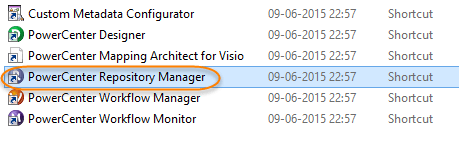 Custom Metadata Configurator 09-06-2015 22:57 Shortcut
PowerCenter Designer 09-06-2015 22:57 Shortcut
PowerCenter Mapping Architect for Visio 09-06-2015 22:57 Shortcut
PowerCenter Repository Manager 09-06-2015 22:57 Shortcut
PowerCenter Workflow Manager 09-06-2015 22:57 Shortcut
PowerCenter Workflow Monitor 09-06-2015 22:57 Shortcut